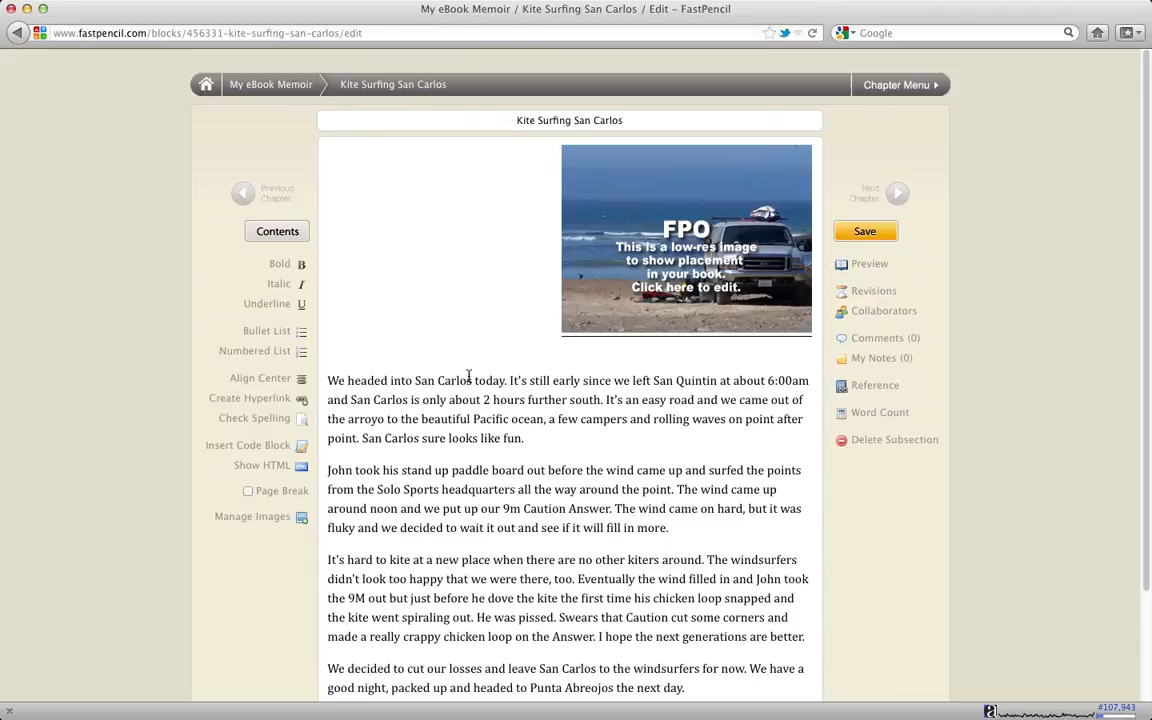 My eBook Memoir / Kite Surfing San Carlos / Edit – FastPencil
www.fastpencil.com/blocks/456331-kite-surfing-san-carlos/edit
Google
My eBook Memoir
Kite Surfing San Carlos
Chapter Menu
Kite Surfing San Carlos
Previous
Chapter
Contents
Bold B
Italic I
Underline U
Bullet List
Numbered List
Align Center
Create Hyperlink
Check Spelling
Insert Code Block
Show HTML
Page Break
Manage Images
FPO
This is a low-res image
to show placement
in your book.
Click here to edit.
We headed into San Carlos today. It's still early since we left San Quintin at about 6:00am
and San Carlos is only about 2 hours further south. It's an easy road and we came out of
the arroyo to the beautiful Pacific ocean, a few campers and rolling waves on point after
point. San Carlos sure looks like fun.
John took his stand up paddle board out before the wind came up and surfed the points
from the Solo Sports headquarters all the way around the point. The wind came up
around noon and we put up our 9m Caution Answer. The wind came on hard, but it was
fluky and we decided to wait it out and see if it will fill in more.
It's hard to kite at a new place when there are no other kiters around. The windsurfers
didn't look too happy that we were there, too. Eventually the wind filled in and John took
the 9M out but just before he dove the kite the first time his chicken loop snapped and
the kite went spiraling out. He was pissed. Swears that Caution cut some corners and
made a really crappy chicken loop on the Answer. I hope the next generations are better.
We decided to cut our losses and leave San Carlos to the windsurfers for now. We have a
good night, packed up and headed to Punta Abreojos the next day.
Next
Chapter
Save
Preview
Revisions
Collaborators
Comments (0)
My Notes (0)
Reference
Word Count
Delete Subsection
#107,943